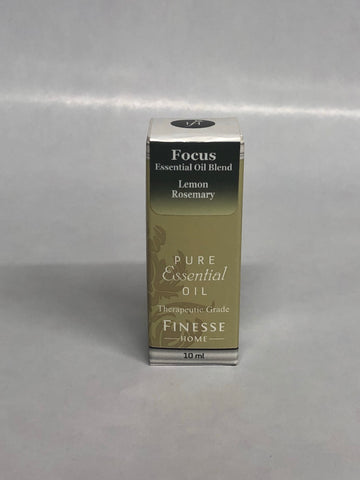 Focus
Essential Oil Blend
Lemon
Rosemary
PURE
Essential
OIL
Therapeutic Grade
FINESSE
HOME
10 ml